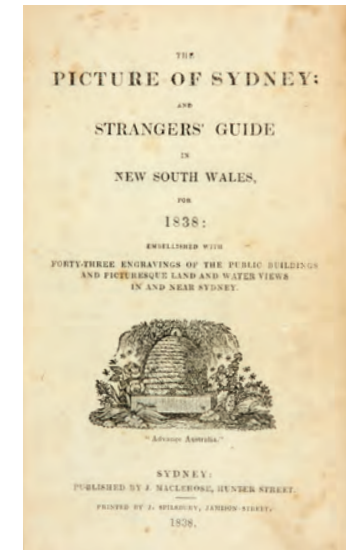 THE
PICTURE OF SYDNEY:
AND
STRANGERS' GUIDE
IN
NEW SOUTH WALES,
FOR
1838:
EMBELLISHED WITH
FORTY-THREE ENGRAVINGS OF THE PUBLIC BUILDINGS
AND PICTURESQUE LAND AND WATER VIEWS
IN AND NEAR SYDNEY.
"Advance Australia."
SYDNEY:
PUBLISHED BY J. MACLEHOSE, HUNTER STREET.
PRINTED BY J. SPILSBURY, JAMISON-STREET.
1838.